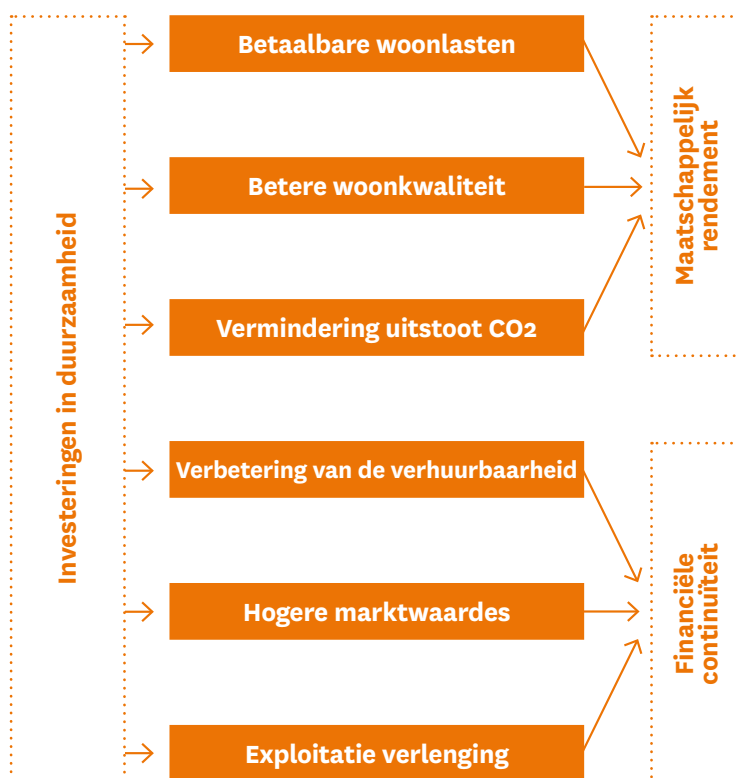 Investeringen in duurzaamheid
Betaalbare woonlasten
Betere woonkwaliteit
Vermindering uitstoot CO2
Verbetering van de verhuurbaarheid
Hogere marktwaardes
Exploitatie verlenging
Maatschappelijk
rendement
Financiële
continuïteit